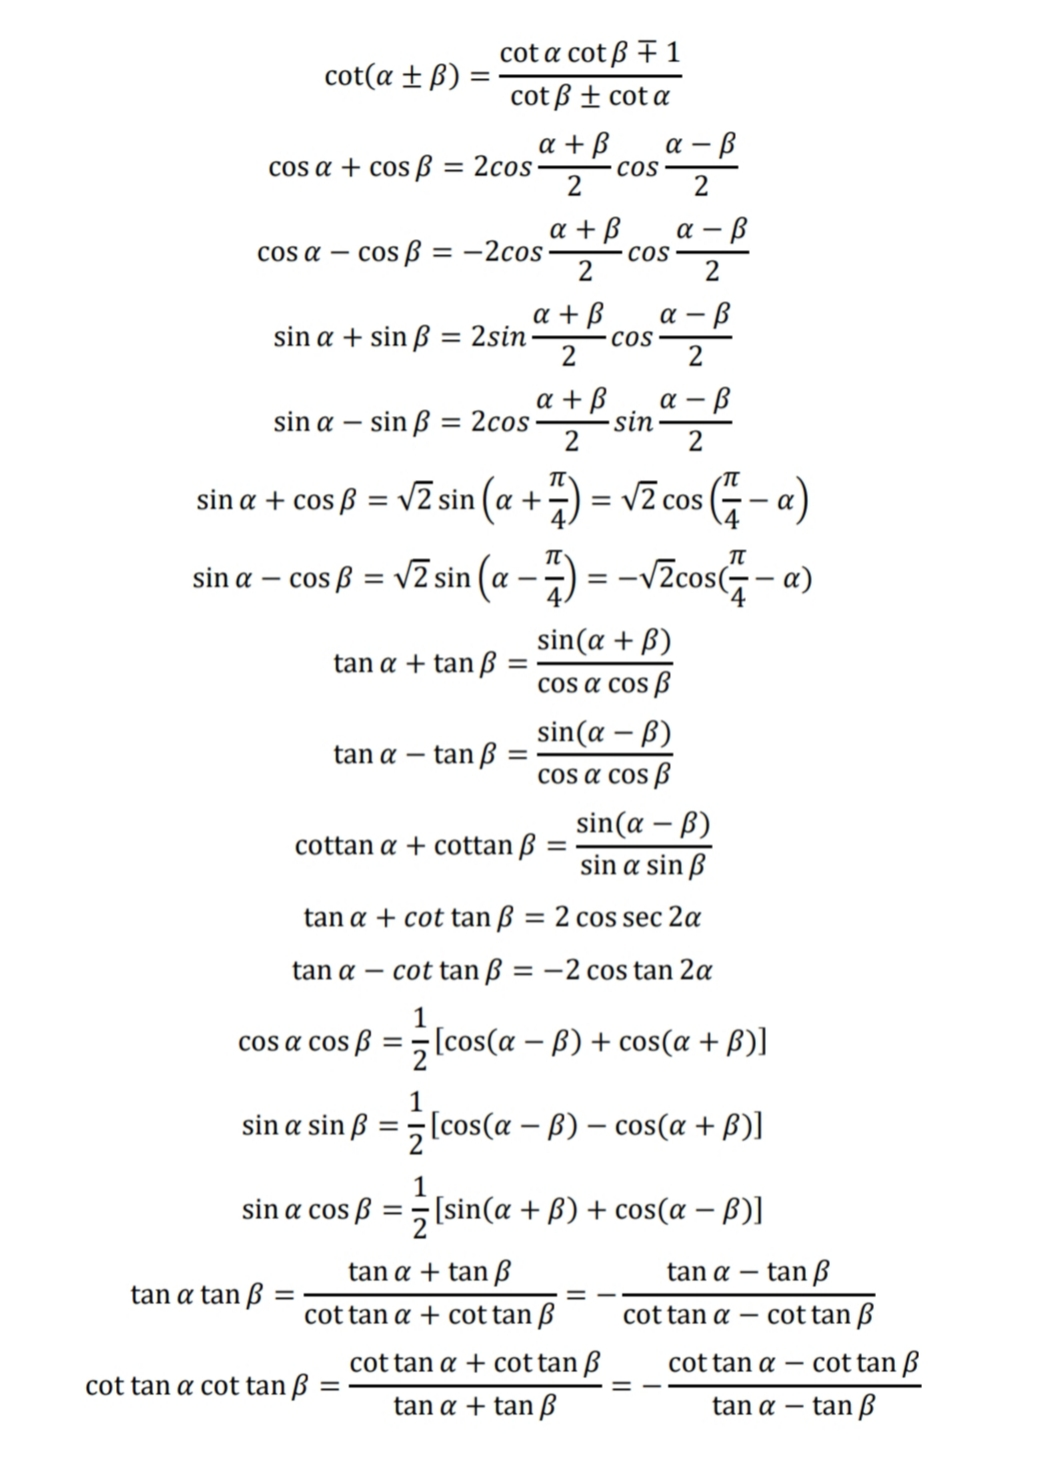 cot(α ± β) = (cot α cot β ∓ 1)/(cot β ± cot α)
cos α + cos β = 2cos (α + β)/2 cos (α − β)/2
cos α − cos β = −2cos (α + β)/2 cos (α − β)/2
sin α + sin β = 2sin (α + β)/2 cos (α − β)/2
sin α − sin β = 2cos (α + β)/2 sin (α − β)/2
sin α + cos β = √2 sin (α + π/4) = √2 cos (π/4 − α)
sin α − cos β = √2 sin (α − π/4) = −√2cos(π/4 − α)
tan α + tan β = sin(α + β)/(cos α cos β)
tan α − tan β = sin(α − β)/(cos α cos β)
cottan α + cottan β = sin(α − β)/(sin α sin β)
tan α + cot tan β = 2 cos sec 2α
tan α − cot tan β = −2 cos tan 2α
cos α cos β = 1/2 [cos(α − β) + cos(α + β)]
sin α sin β = 1/2 [cos(α − β) − cos(α + β)]
sin α cos β = 1/2 [sin(α + β) + cos(α − β)]
tan α tan β = (tan α + tan β)/(cot tan α + cot tan β) = − (tan α − tan β)/(cot tan α − cot tan β)
cot tan α cot tan β = (cot tan α + cot tan β)/(tan α + tan β) = − (cot tan α − cot tan β)/(tan α − tan β)